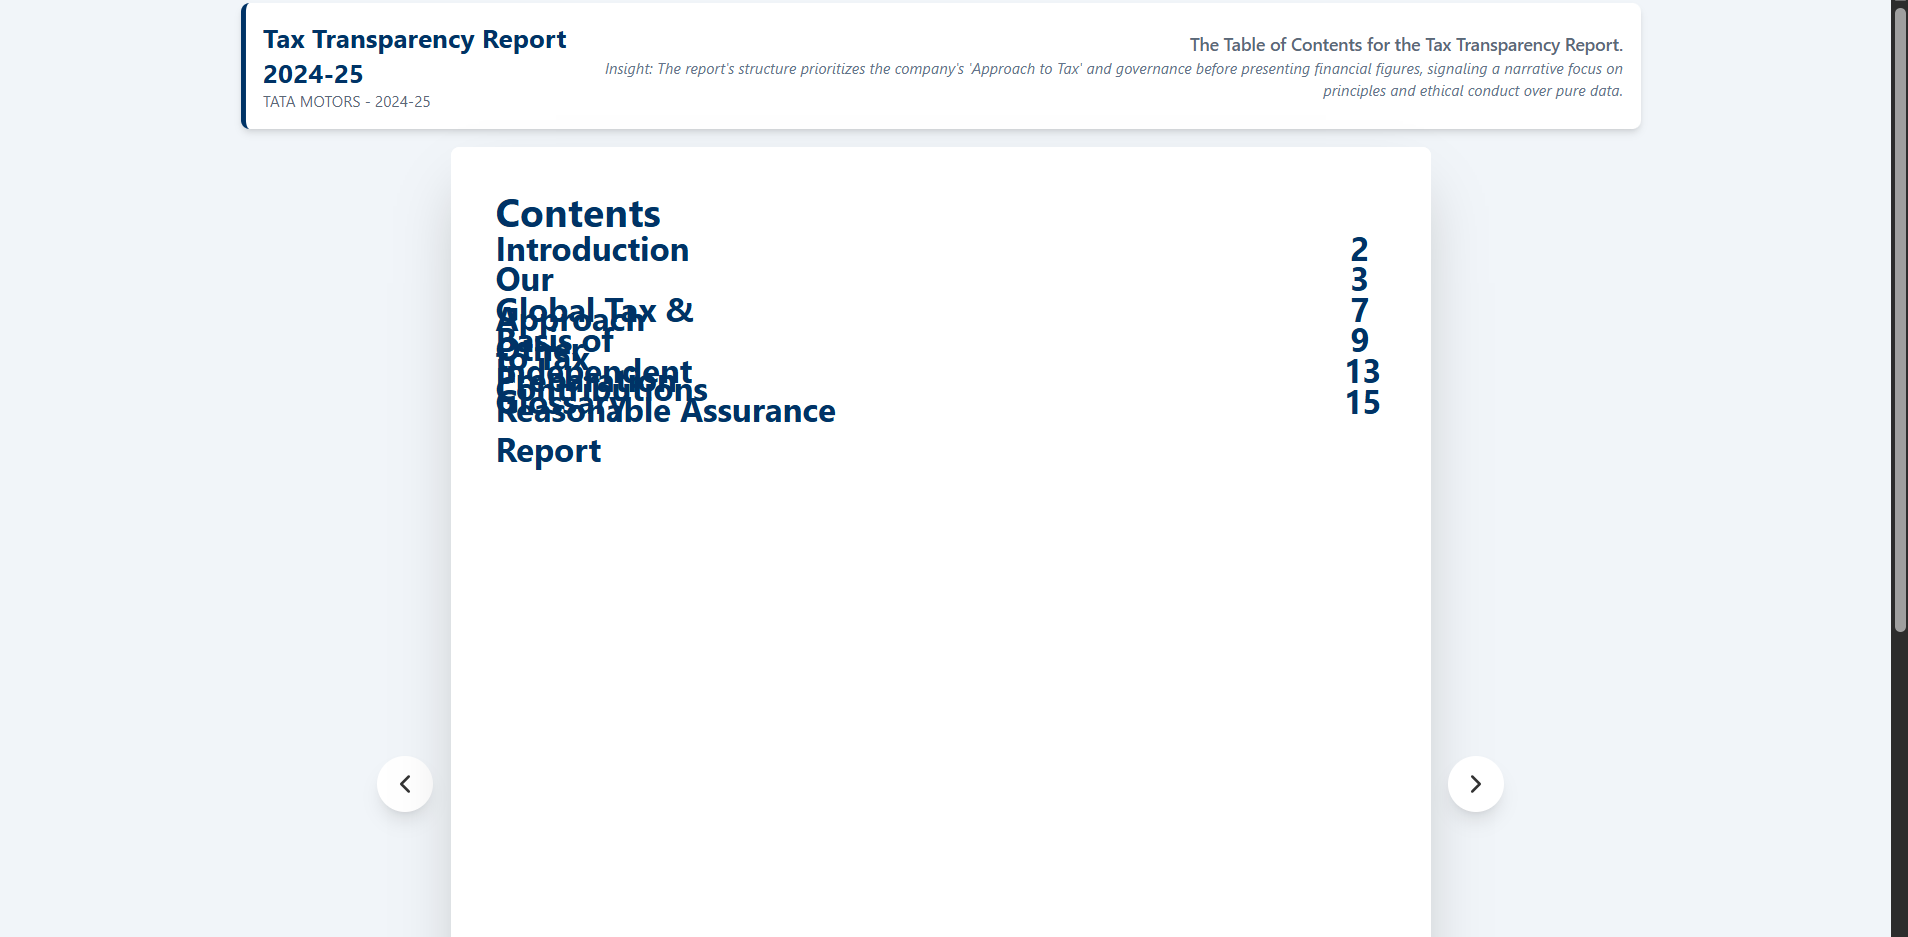 Tax Transparency Report
2024-25
TATA MOTORS - 2024-25
The Table of Contents for the Tax Transparency Report.
Insight: The report's structure prioritizes the company's 'Approach to Tax' and governance before presenting financial figures, signaling a narrative focus on
principles and ethical conduct over pure data.
Contents
Introduction 2
Our 3
Approach
to Tax
Global Tax & 7
Other
Contributions
Basis of 9
Preparation
Independent 13
Reasonable Assurance
Report
Glossary 15